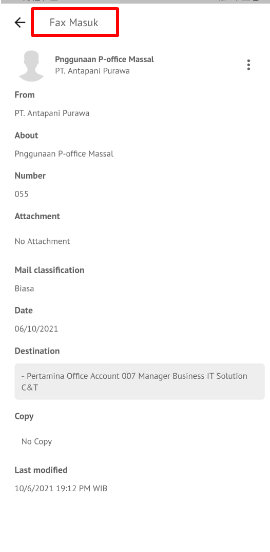 Fax Masuk
Pnggunaan P-office Massal
PT. Antapani Purawa
From
PT. Antapani Purawa
About
Pnggunaan P-office Massal
Number
055
Attachment
No Attachment
Mail classification
Biasa
Date
06/10/2021
Destination
- Pertamina Office Account 007 Manager Business IT Solution
C&T
Copy
No Copy
Last modified
10/6/2021 19:12 PM WIB